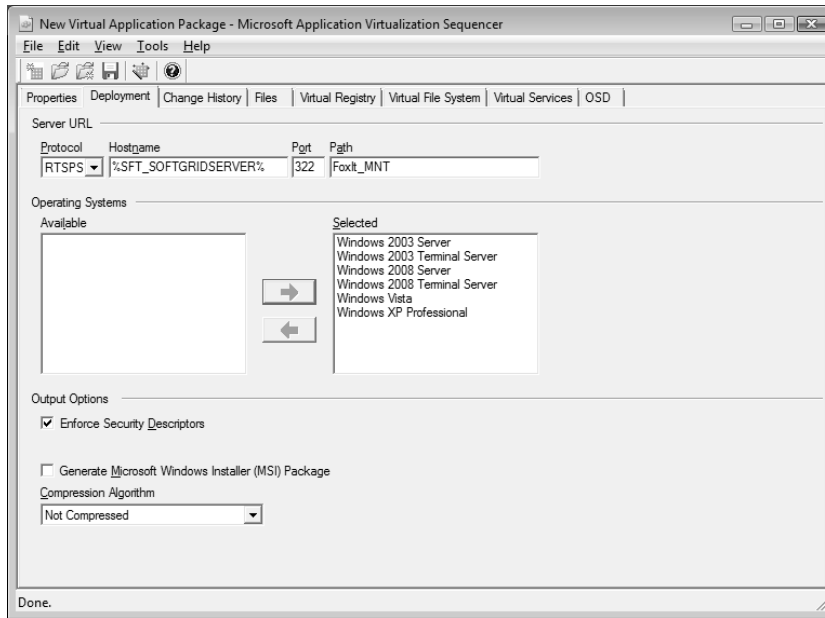 New Virtual Application Package - Microsoft Application Virtualization Sequencer
File Edit View Tools Help
Properties Deployment Change History Files Virtual Registry Virtual File System Virtual Services OSD
Server URL
Protocol Hostname Port Path
RTSPS %SFT_SOFTGRIDSERVER% 322 FoxIt_MNT
Operating Systems
Available Selected
Windows 2003 Server
Windows 2003 Terminal Server
Windows 2008 Server
Windows 2008 Terminal Server
Windows Vista
Windows XP Professional
Output Options
Enforce Security Descriptors
Generate Microsoft Windows Installer (MSI) Package
Compression Algorithm
Not Compressed
Done.